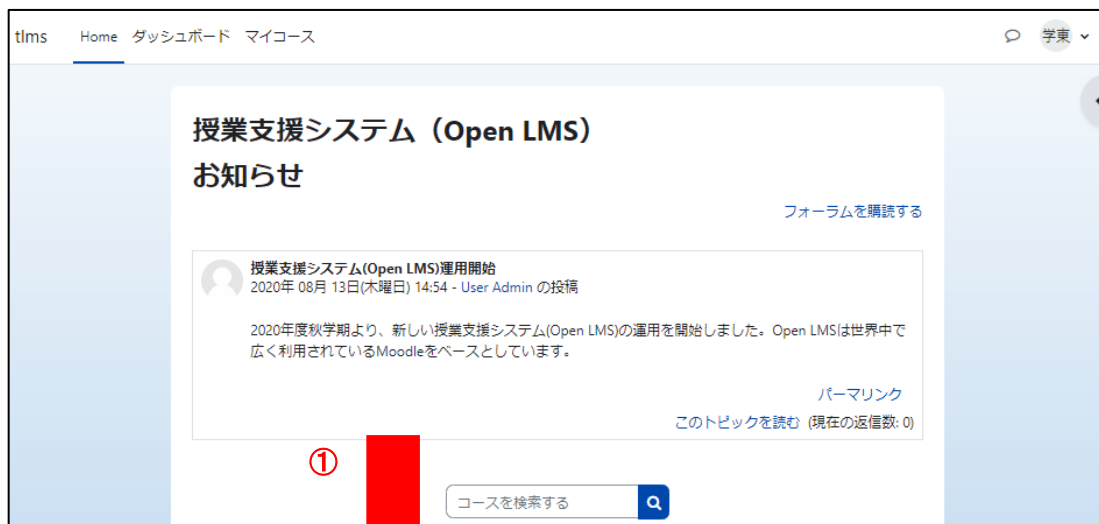 tlms Home ダッシュボード マイコース 学東
授業支援システム（Open LMS）
お知らせ
フォーラムを購読する
授業支援システム(Open LMS)運用開始
2020年 08月 13日(木曜日) 14:54 - User Admin の投稿
2020年度秋学期より、新しい授業支援システム(Open LMS)の運用を開始しました。Open LMSは世界中で
広く利用されているMoodleをベースとしています。
パーマリンク
このトピックを読む (現在の返信数: 0)
①
コースを検索する